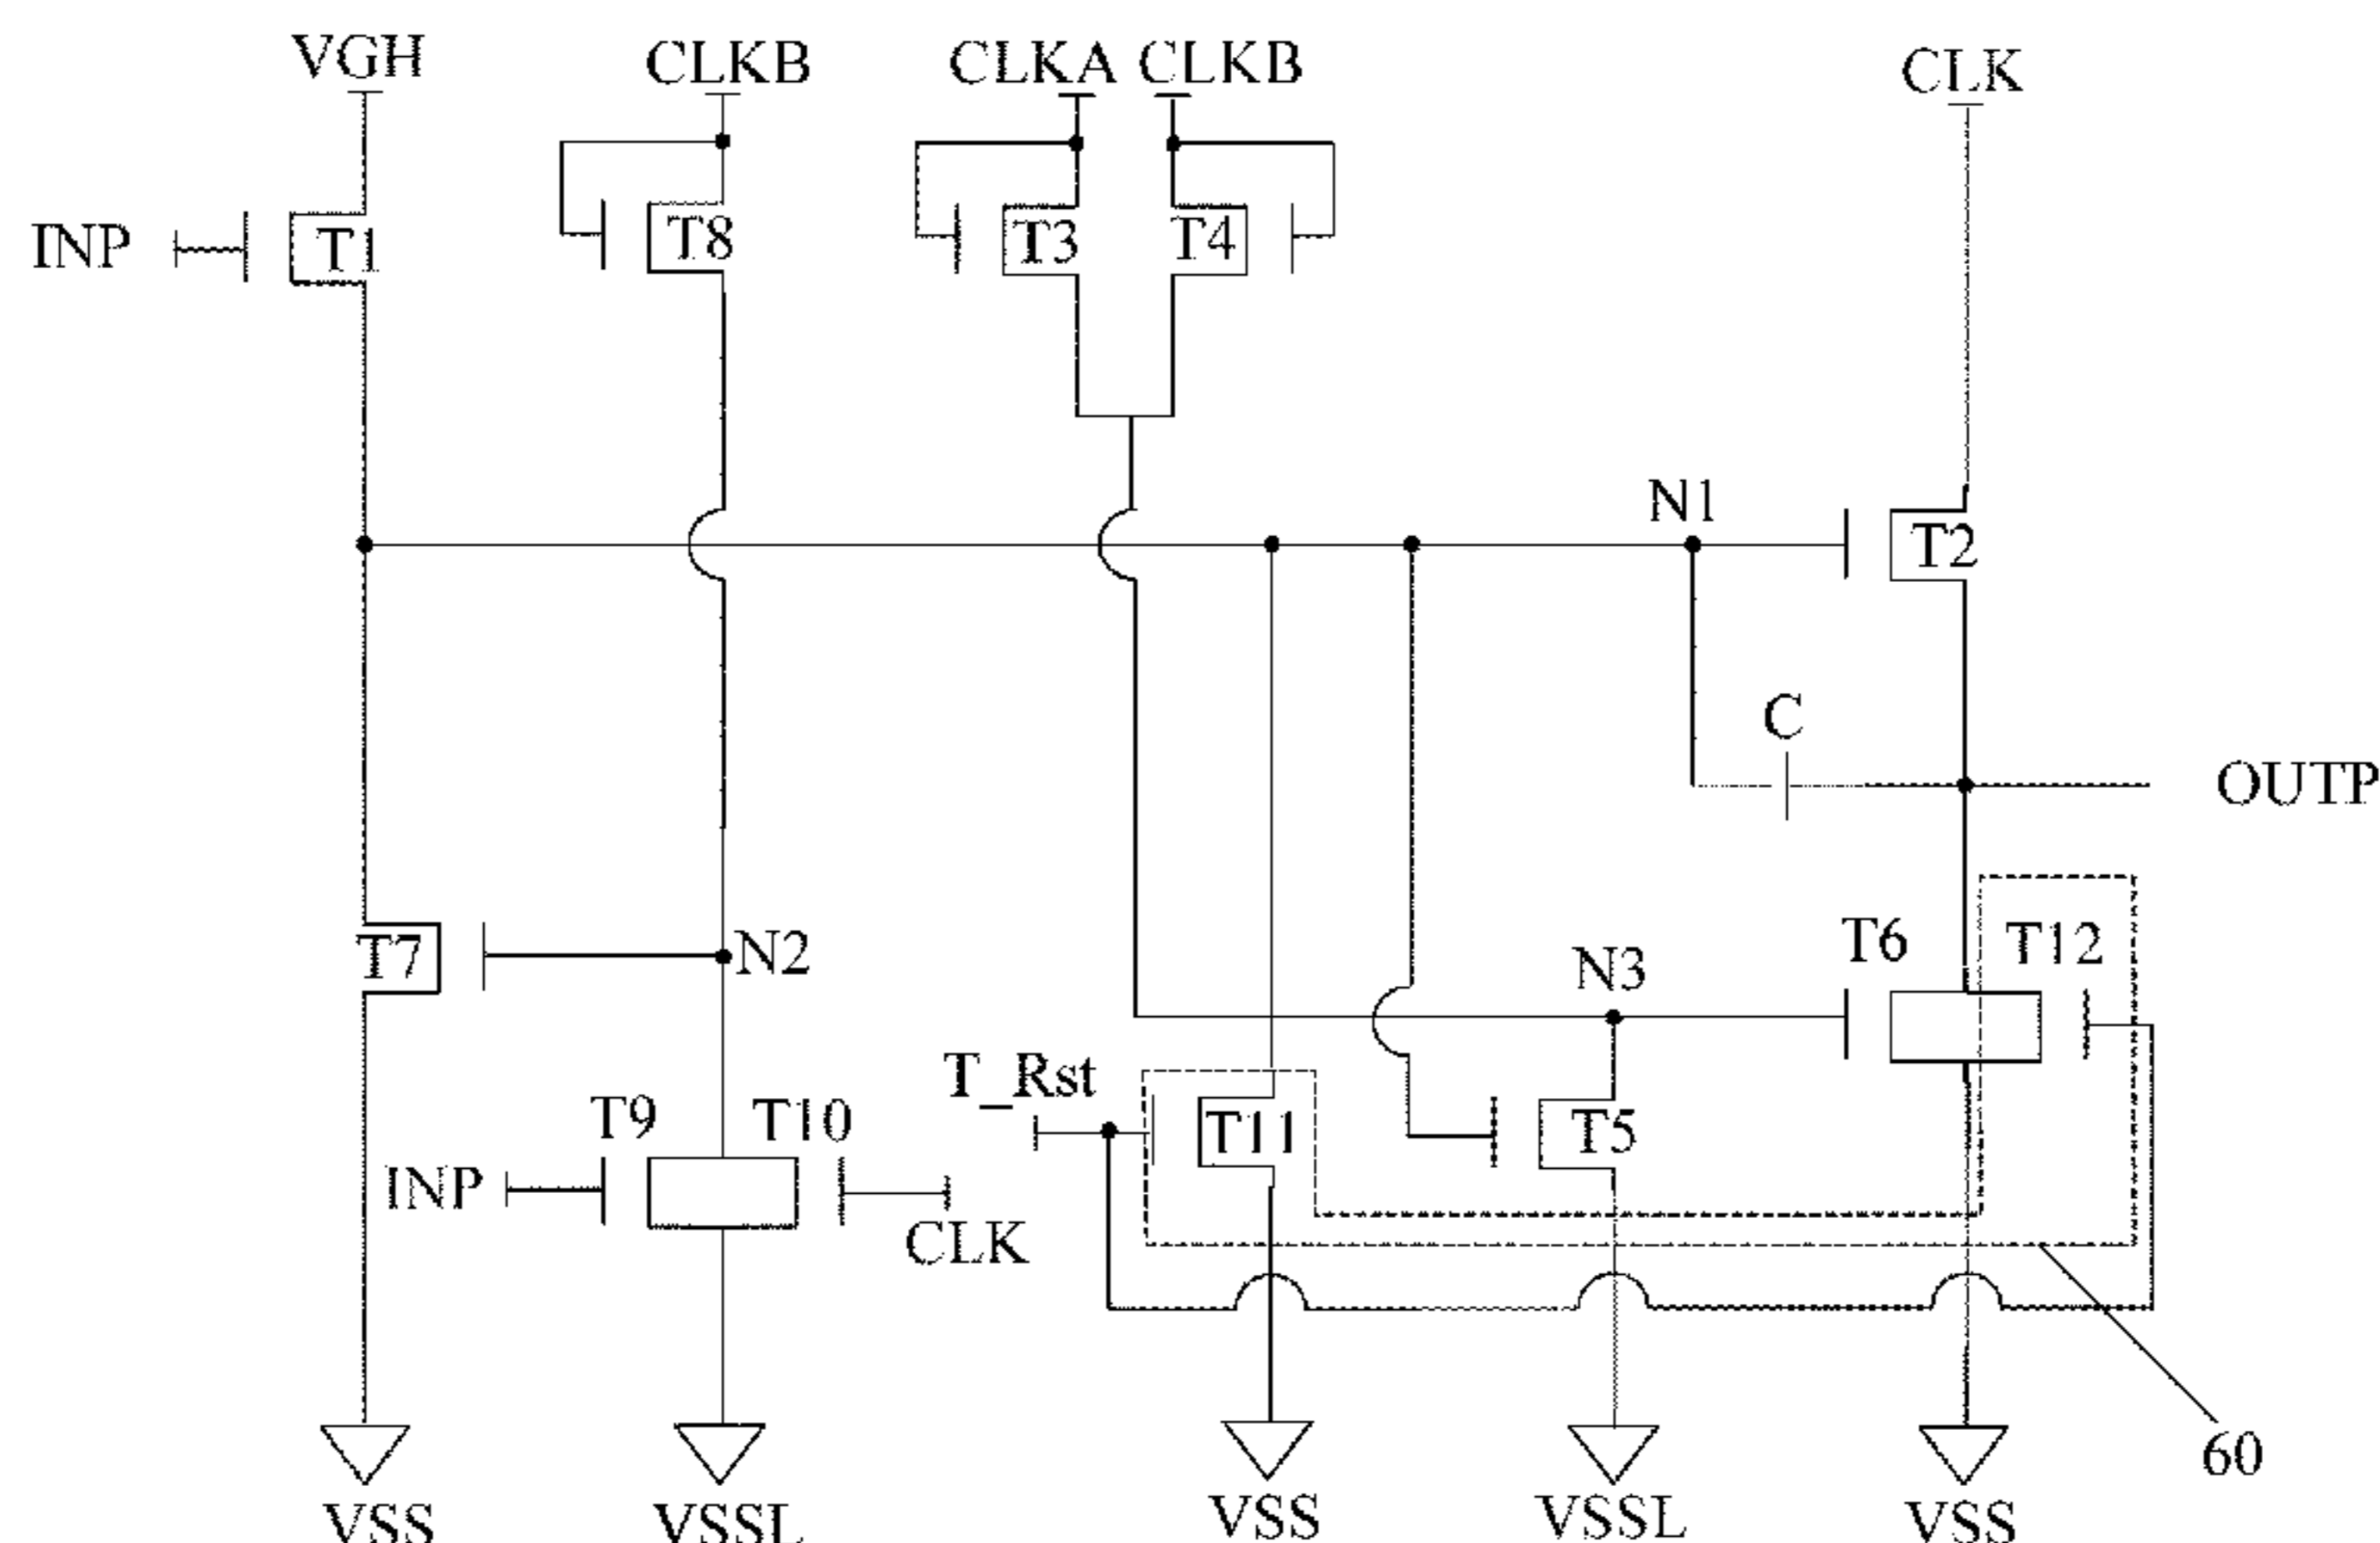 VGH
CLKB
CLKA
CLKB
CLK
INP
T1
T8
T3
T4
N1
T2
C
OUTP
T7
N2
N3
T6
T12
T_Rst
T9
T10
T11
T5
INP
CLK
60
VSS
VSSL
VSS
VSSL
VSS